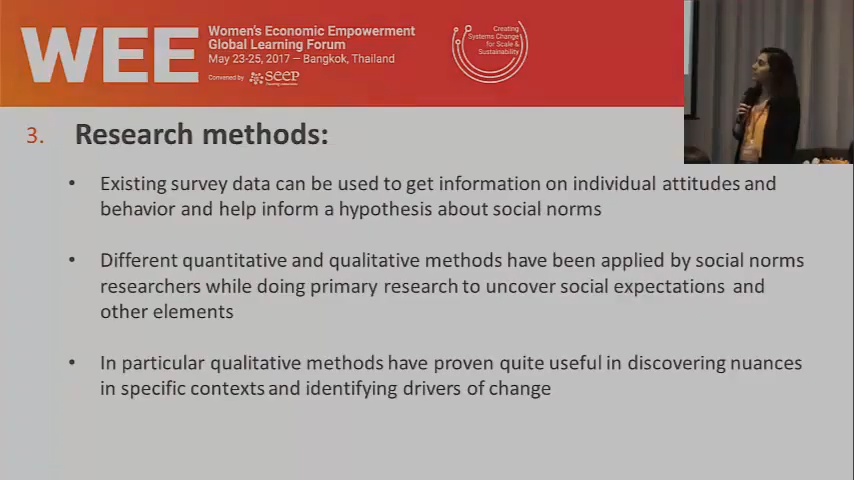 WEE
Women's Economic Empowerment
Global Learning Forum
May 23-25, 2017 – Bangkok, Thailand
Convened by SEEP
Creating
Systems Change
for Scale &
Sustainability
3. Research methods:
• Existing survey data can be used to get information on individual attitudes and
behavior and help inform a hypothesis about social norms
• Different quantitative and qualitative methods have been applied by social norms
researchers while doing primary research to uncover social expectations and
other elements
• In particular qualitative methods have proven quite useful in discovering nuances
in specific contexts and identifying drivers of change